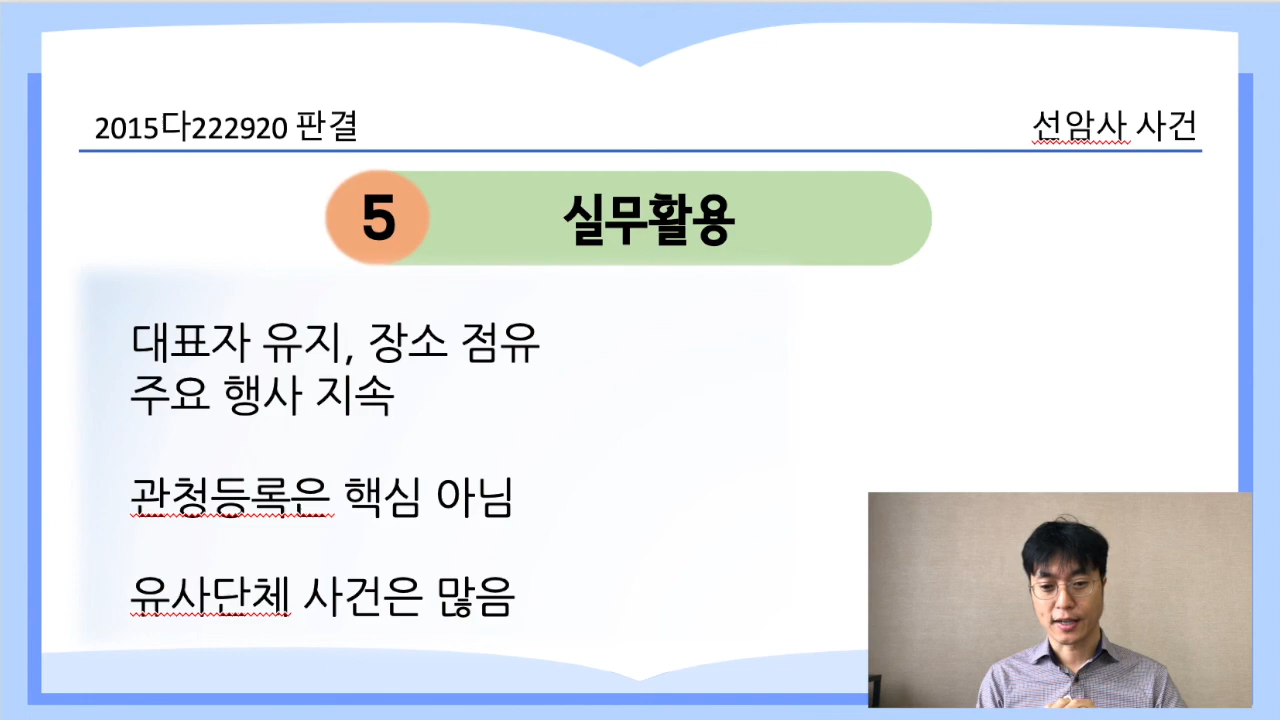 2015다222920 판결
선암사 사건
5 실무활용
대표자 유지, 장소 점유
주요 행사 지속
관청등록은 핵심 아님
유사단체 사건은 많음